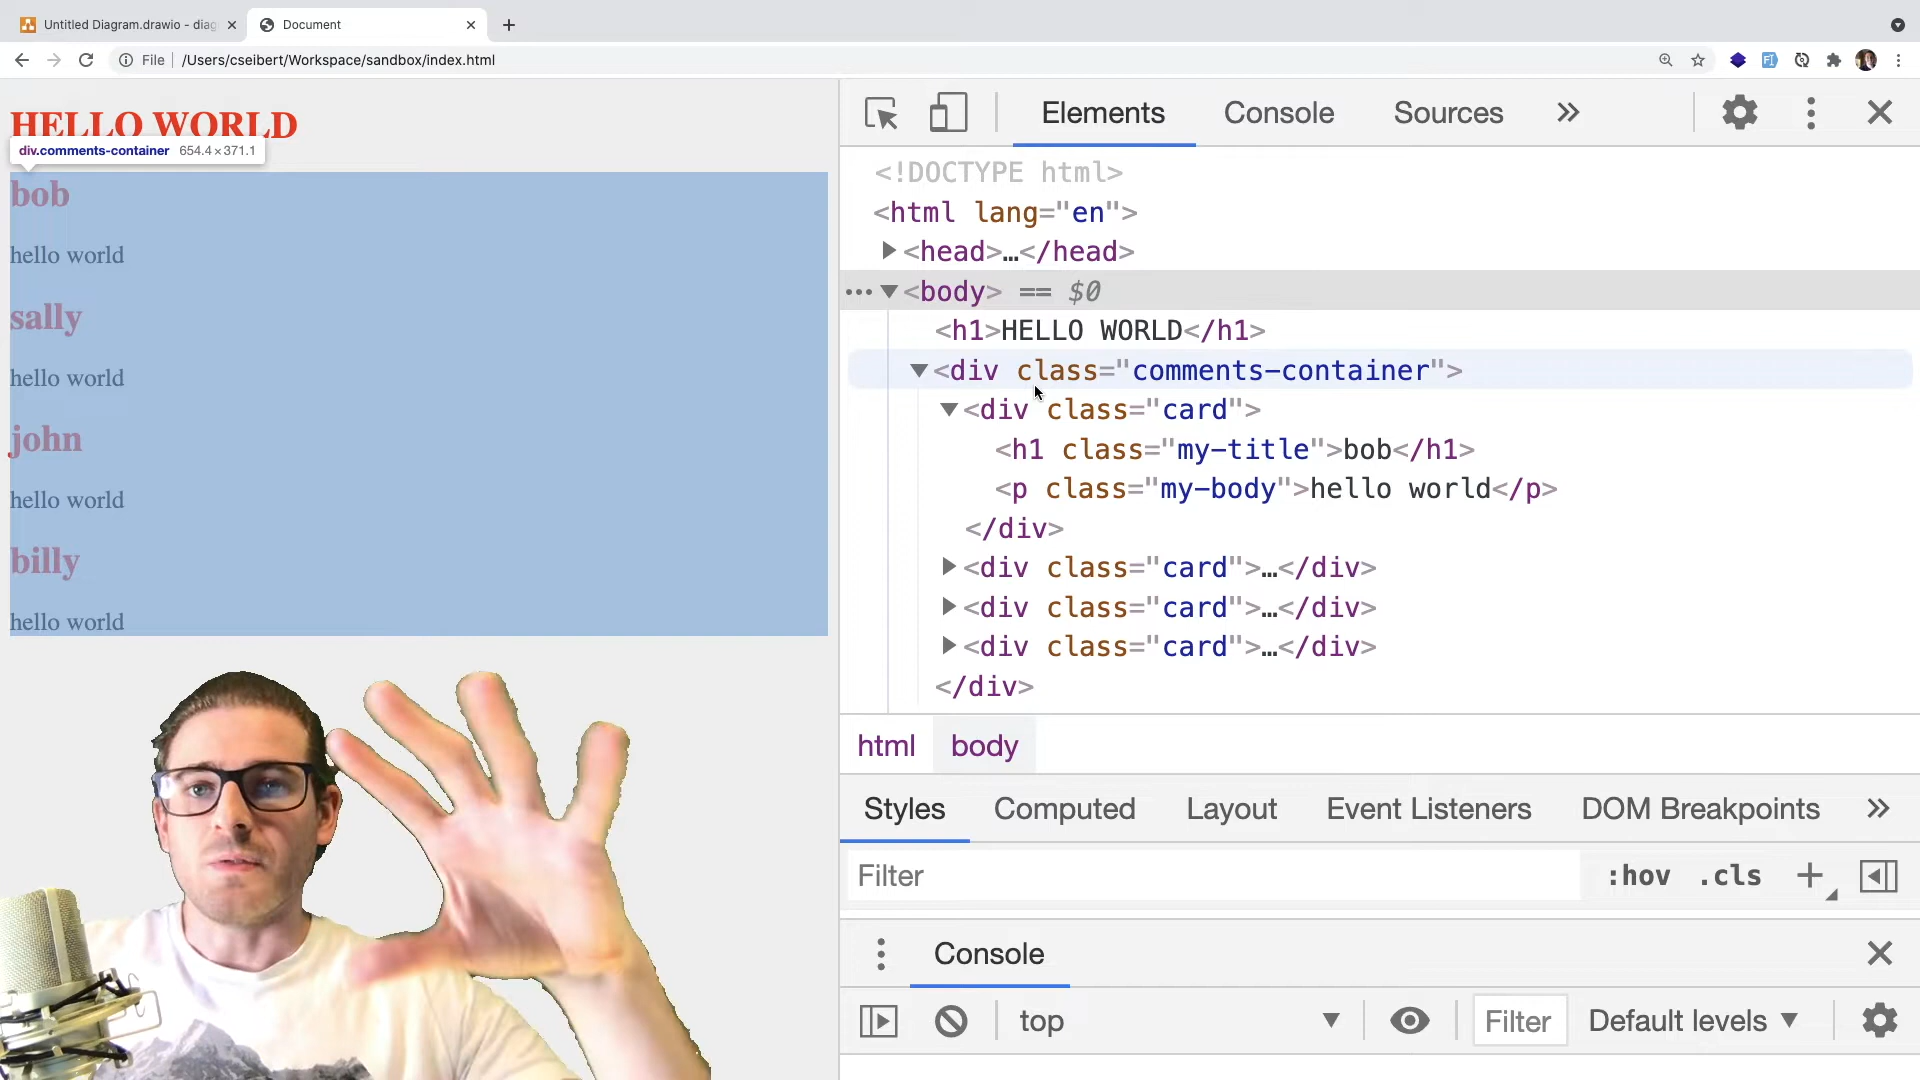 Untitled Diagram.drawio - diag
Document
File
/Users/cseibert/Workspace/sandbox/index.html
HELLO WORLD
div.comments-container 654.4×371.1
bob
hello world
sally
hello world
john
hello world
billy
hello world
Elements
Console
Sources
<!DOCTYPE html>
<html lang="en">
<head>…</head>
<body> == $0
<h1>HELLO WORLD</h1>
<div class="comments-container">
<div class="card">
<h1 class="my-title">bob</h1>
<p class="my-body">hello world</p>
</div>
<div class="card">…</div>
<div class="card">…</div>
<div class="card">…</div>
</div>
html
body
Styles
Computed
Layout
Event Listeners
DOM Breakpoints
Filter
:hov
.cls
Console
top
Filter
Default levels